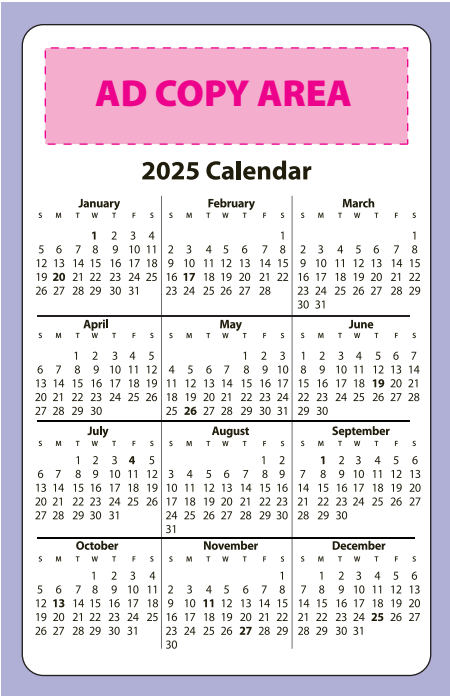 AD COPY AREA
2025 Calendar
January
S M T W T F S
1 2 3 4
5 6 7 8 9 10 11
12 13 14 15 16 17 18
19 20 21 22 23 24 25
26 27 28 29 30 31
February
S M T W T F S
1
2 3 4 5 6 7 8
9 10 11 12 13 14 15
16 17 18 19 20 21 22
23 24 25 26 27 28
March
S M T W T F S
1
2 3 4 5 6 7 8
9 10 11 12 13 14 15
16 17 18 19 20 21 22
23 24 25 26 27 28 29
30 31
April
S M T W T F S
1 2 3 4 5
6 7 8 9 10 11 12
13 14 15 16 17 18 19
20 21 22 23 24 25 26
27 28 29 30
May
S M T W T F S
1 2 3
4 5 6 7 8 9 10
11 12 13 14 15 16 17
18 19 20 21 22 23 24
25 26 27 28 29 30 31
June
S M T W T F S
1 2 3 4 5 6 7
8 9 10 11 12 13 14
15 16 17 18 19 20 21
22 23 24 25 26 27 28
29 30
July
S M T W T F S
1 2 3 4 5
6 7 8 9 10 11 12
13 14 15 16 17 18 19
20 21 22 23 24 25 26
27 28 29 30 31
August
S M T W T F S
1 2
3 4 5 6 7 8 9
10 11 12 13 14 15 16
17 18 19 20 21 22 23
24 25 26 27 28 29 30
31
September
S M T W T F S
1 2 3 4 5 6
7 8 9 10 11 12 13
14 15 16 17 18 19 20
21 22 23 24 25 26 27
28 29 30
October
S M T W T F S
1 2 3 4
5 6 7 8 9 10 11
12 13 14 15 16 17 18
19 20 21 22 23 24 25
26 27 28 29 30 31
November
S M T W T F S
1
2 3 4 5 6 7 8
9 10 11 12 13 14 15
16 17 18 19 20 21 22
23 24 25 26 27 28 29
30
December
S M T W T F S
1 2 3 4 5 6
7 8 9 10 11 12 13
14 15 16 17 18 19 20
21 22 23 24 25 26 27
28 29 30 31